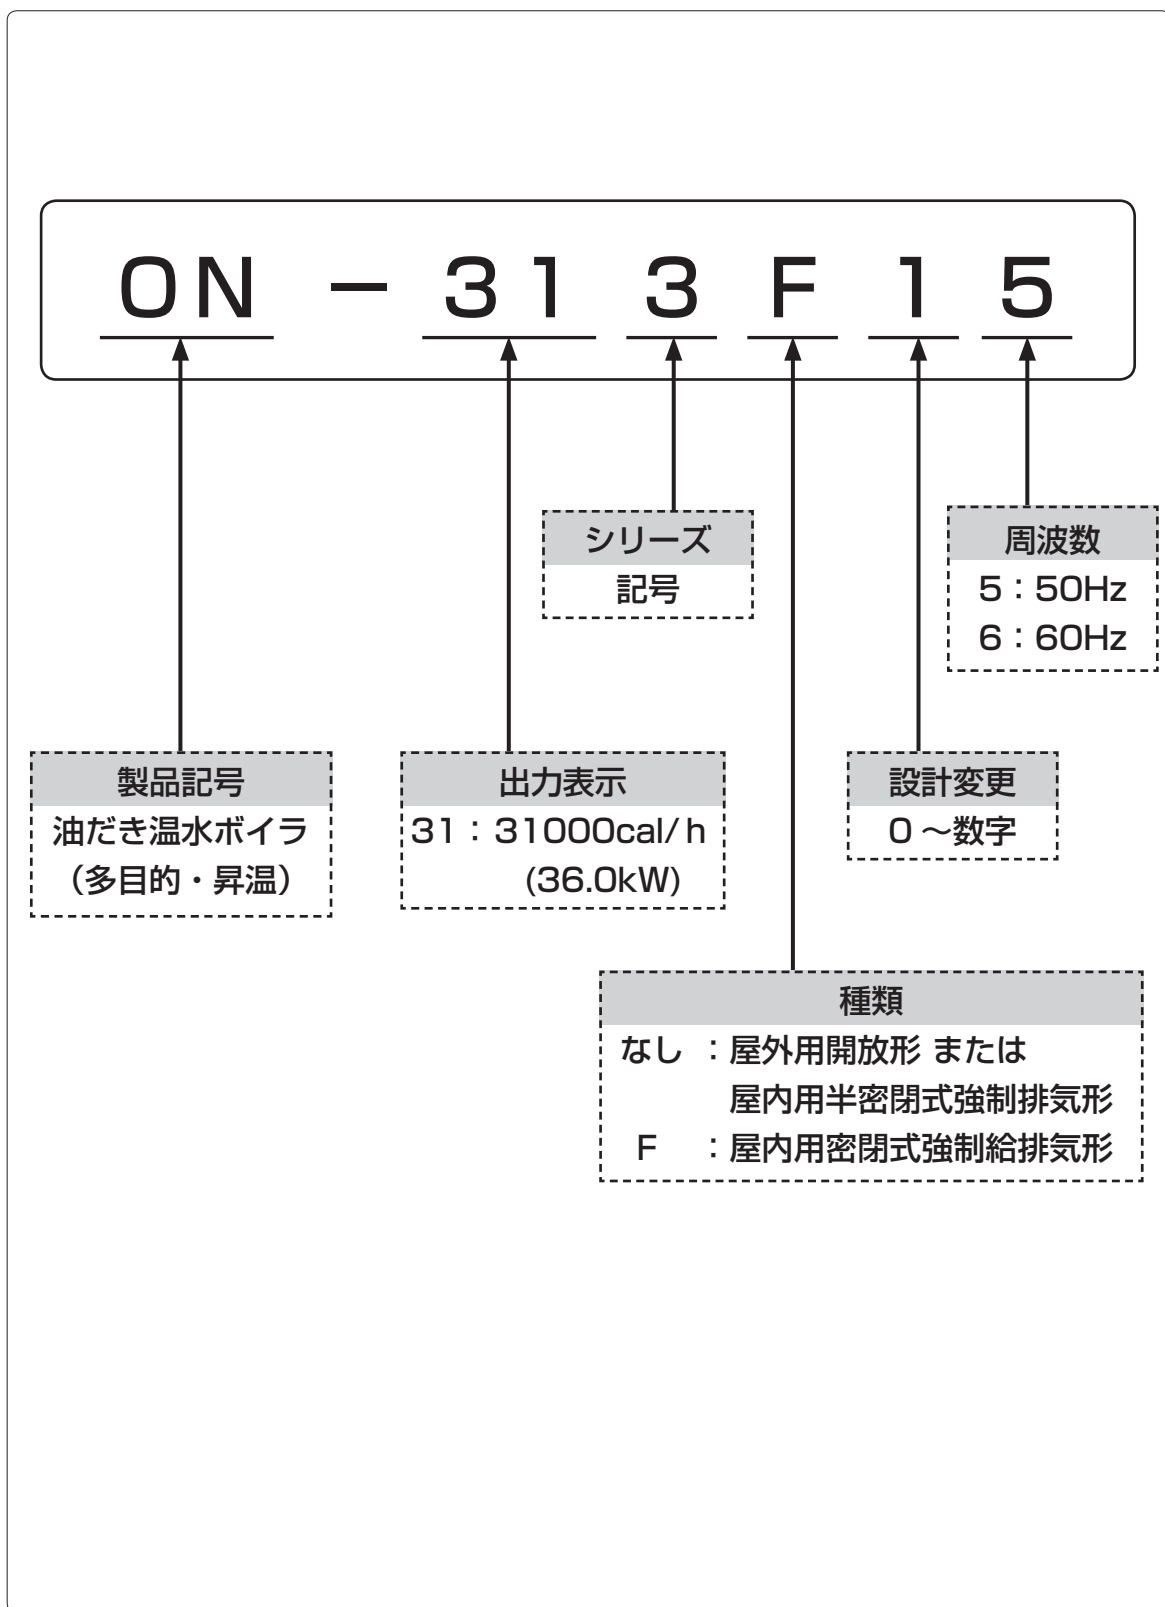 ON－313F15
シリーズ
記号
周波数
5：50Hz
6：60Hz
製品記号
油だき温水ボイラ
（多目的・昇温）
出力表示
31：31000cal/h
(36.0kW)
設計変更
0～数字
種類
なし ：屋外用開放形 または
屋内用半密閉式強制排気形
F ：屋内用密閉式強制給排気形